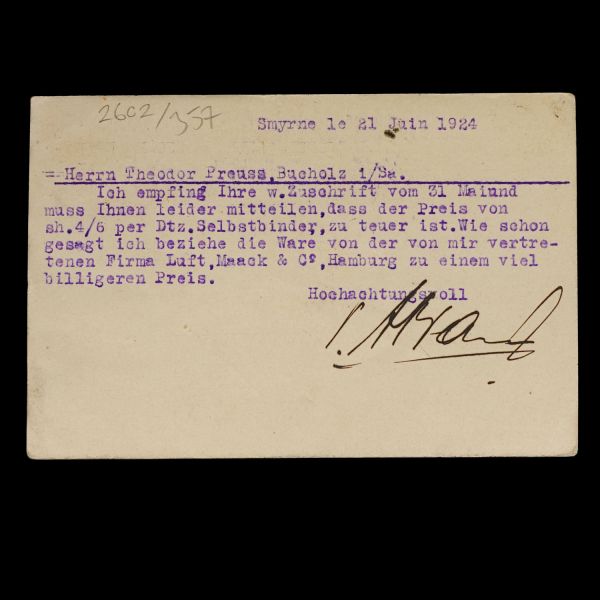 2602/357
Smyrne le 21 Juin 1924
=Herrn Theodor Preuss,Bucholz i/Sa.
Ich empfing Ihre w.Zuschrift vom 31 Maiund
muss Ihnen leider mitteilen,dass der Preis von
sh.4/6 per Dtz.Selbstbinder,zu teuer ist.Wie schon
gesagt ich beziehe die Ware von der von mir vertre-
tenen Firma Luft,Maack & Cº,Hamburg zu einem viel
billigeren Preis.
Hochachtungsvoll